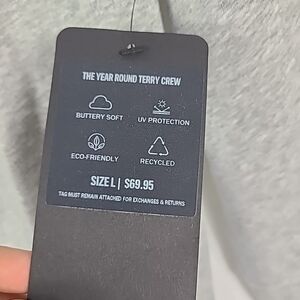 THE YEAR ROUND TERRY CREW
BUTTERY SOFT
UV PROTECTION
ECO-FRIENDLY
RECYCLED
SIZE L | $69.95
TAG MUST REMAIN ATTACHED FOR EXCHANGES & RETURNS